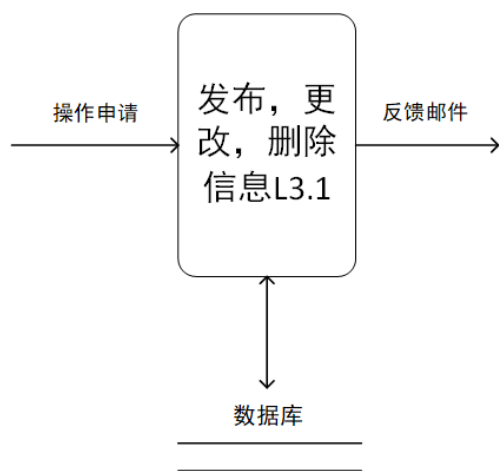 操作申请
发布，更
改，删除
信息L3.1
反馈邮件
数据库